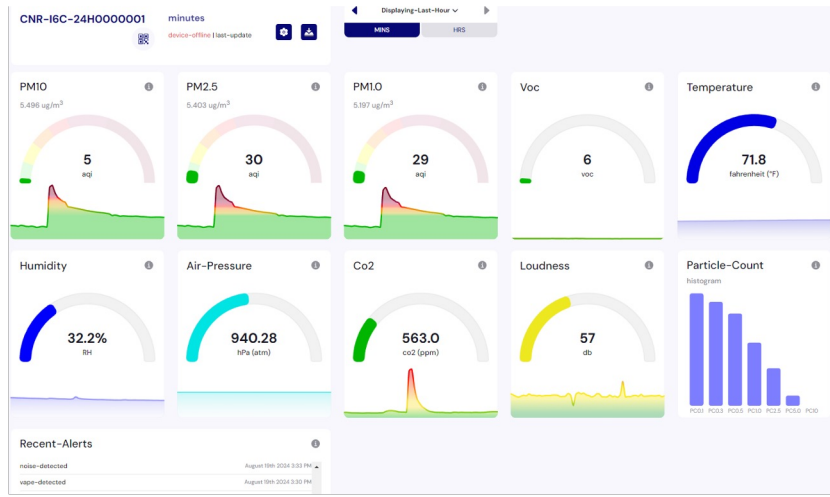 CNR-I6C-24H0000001
minutes
device-offline | last-update
Displaying-Last-Hour
MINS HRS
PM10
5.496 ug/m³
5
aqi
PM2.5
5.403 ug/m³
30
aqi
PM1.0
5.197 ug/m³
29
aqi
Voc
6
voc
Temperature
71.8
fahrenheit (°F)
Humidity
32.2%
RH
Air-Pressure
940.28
hPa (atm)
Co2
563.0
co2 (ppm)
Loudness
57
db
Particle-Count
histogram
PC0.1 PC0.3 PC0.5 PC1.0 PC2.5 PC5.0 PC10
Recent-Alerts
noise-detected August 19th 2024 3:33 PM
vape-detected August 19th 2024 3:30 PM